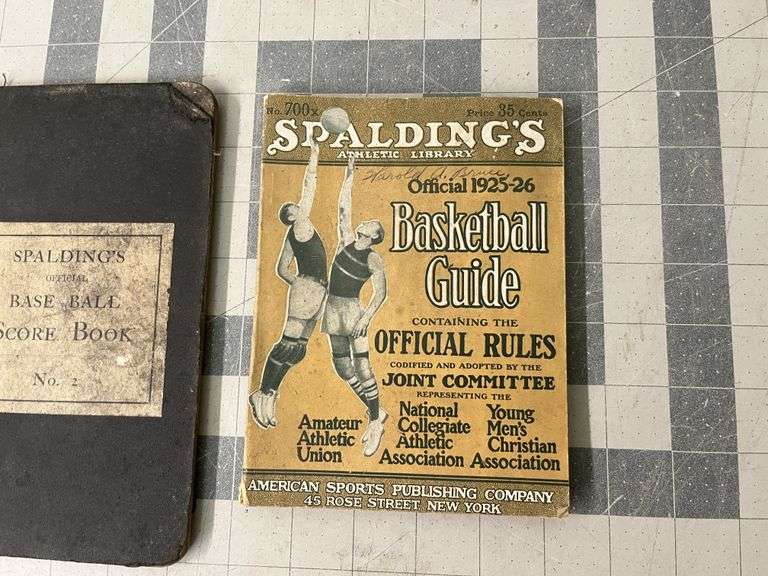 SPALDING'S
OFFICIAL
BASE BALL
SCORE BOOK
No. 2
No. 700x
Price 35 Cents
SPALDING'S
ATHLETIC LIBRARY
Harold A. Bruce
Official 1925-26
Basketball
Guide
CONTAINING THE
OFFICIAL RULES
CODIFIED AND ADOPTED BY THE
JOINT COMMITTEE
REPRESENTING THE
Amateur
Athletic
Union
National
Collegiate
Athletic
Association
Young
Men's
Christian
Association
AMERICAN SPORTS PUBLISHING COMPANY
45 ROSE STREET, NEW YORK